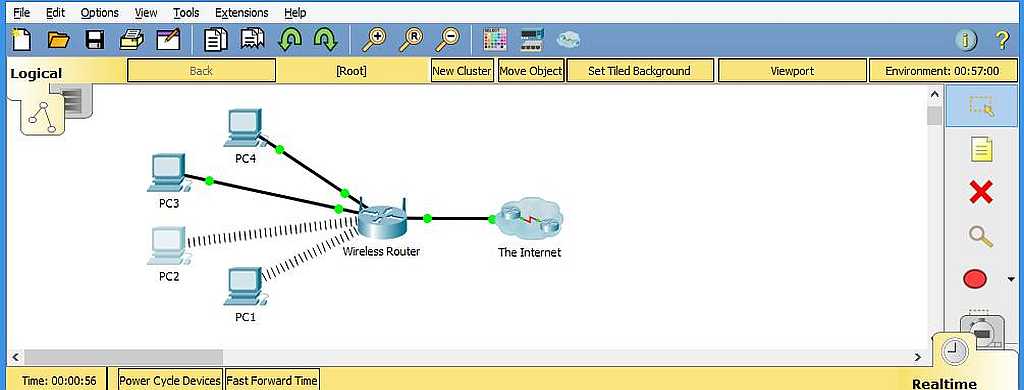 File Edit Options View Tools Extensions Help
Logical Back [Root] New Cluster Move Object Set Tiled Background Viewport Environment: 00:57:00
PC4
PC3
PC2
PC1
Wireless Router
The Internet
Time: 00:00:56 Power Cycle Devices Fast Forward Time Realtime